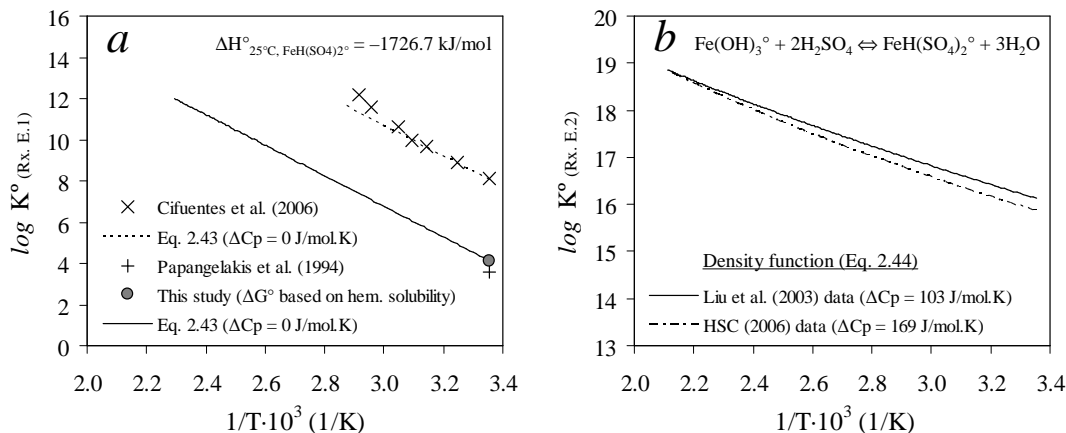 a
ΔH°25°C, FeH(SO4)2° = –1726.7 kJ/mol
16
14
12
10
8
6
4
2
0
log K° (Rx. E.1)
Cifuentes et al. (2006)
Eq. 2.43 (ΔCp = 0 J/mol.K)
Papangelakis et al. (1994)
This study (ΔG° based on hem. solubility)
Eq. 2.43 (ΔCp = 0 J/mol.K)
2.0 2.2 2.4 2.6 2.8 3.0 3.2 3.4
1/T·10³ (1/K)
b
Fe(OH)₃° + 2H₂SO₄ ⇔ FeH(SO₄)₂° + 3H₂O
20
19
18
17
16
15
14
13
log K° (Rx. E.2)
Density function (Eq. 2.44)
Liu et al. (2003) data (ΔCp = 103 J/mol.K)
HSC (2006) data (ΔCp = 169 J/mol.K)
2.0 2.2 2.4 2.6 2.8 3.0 3.2 3.4
1/T·10³ (1/K)